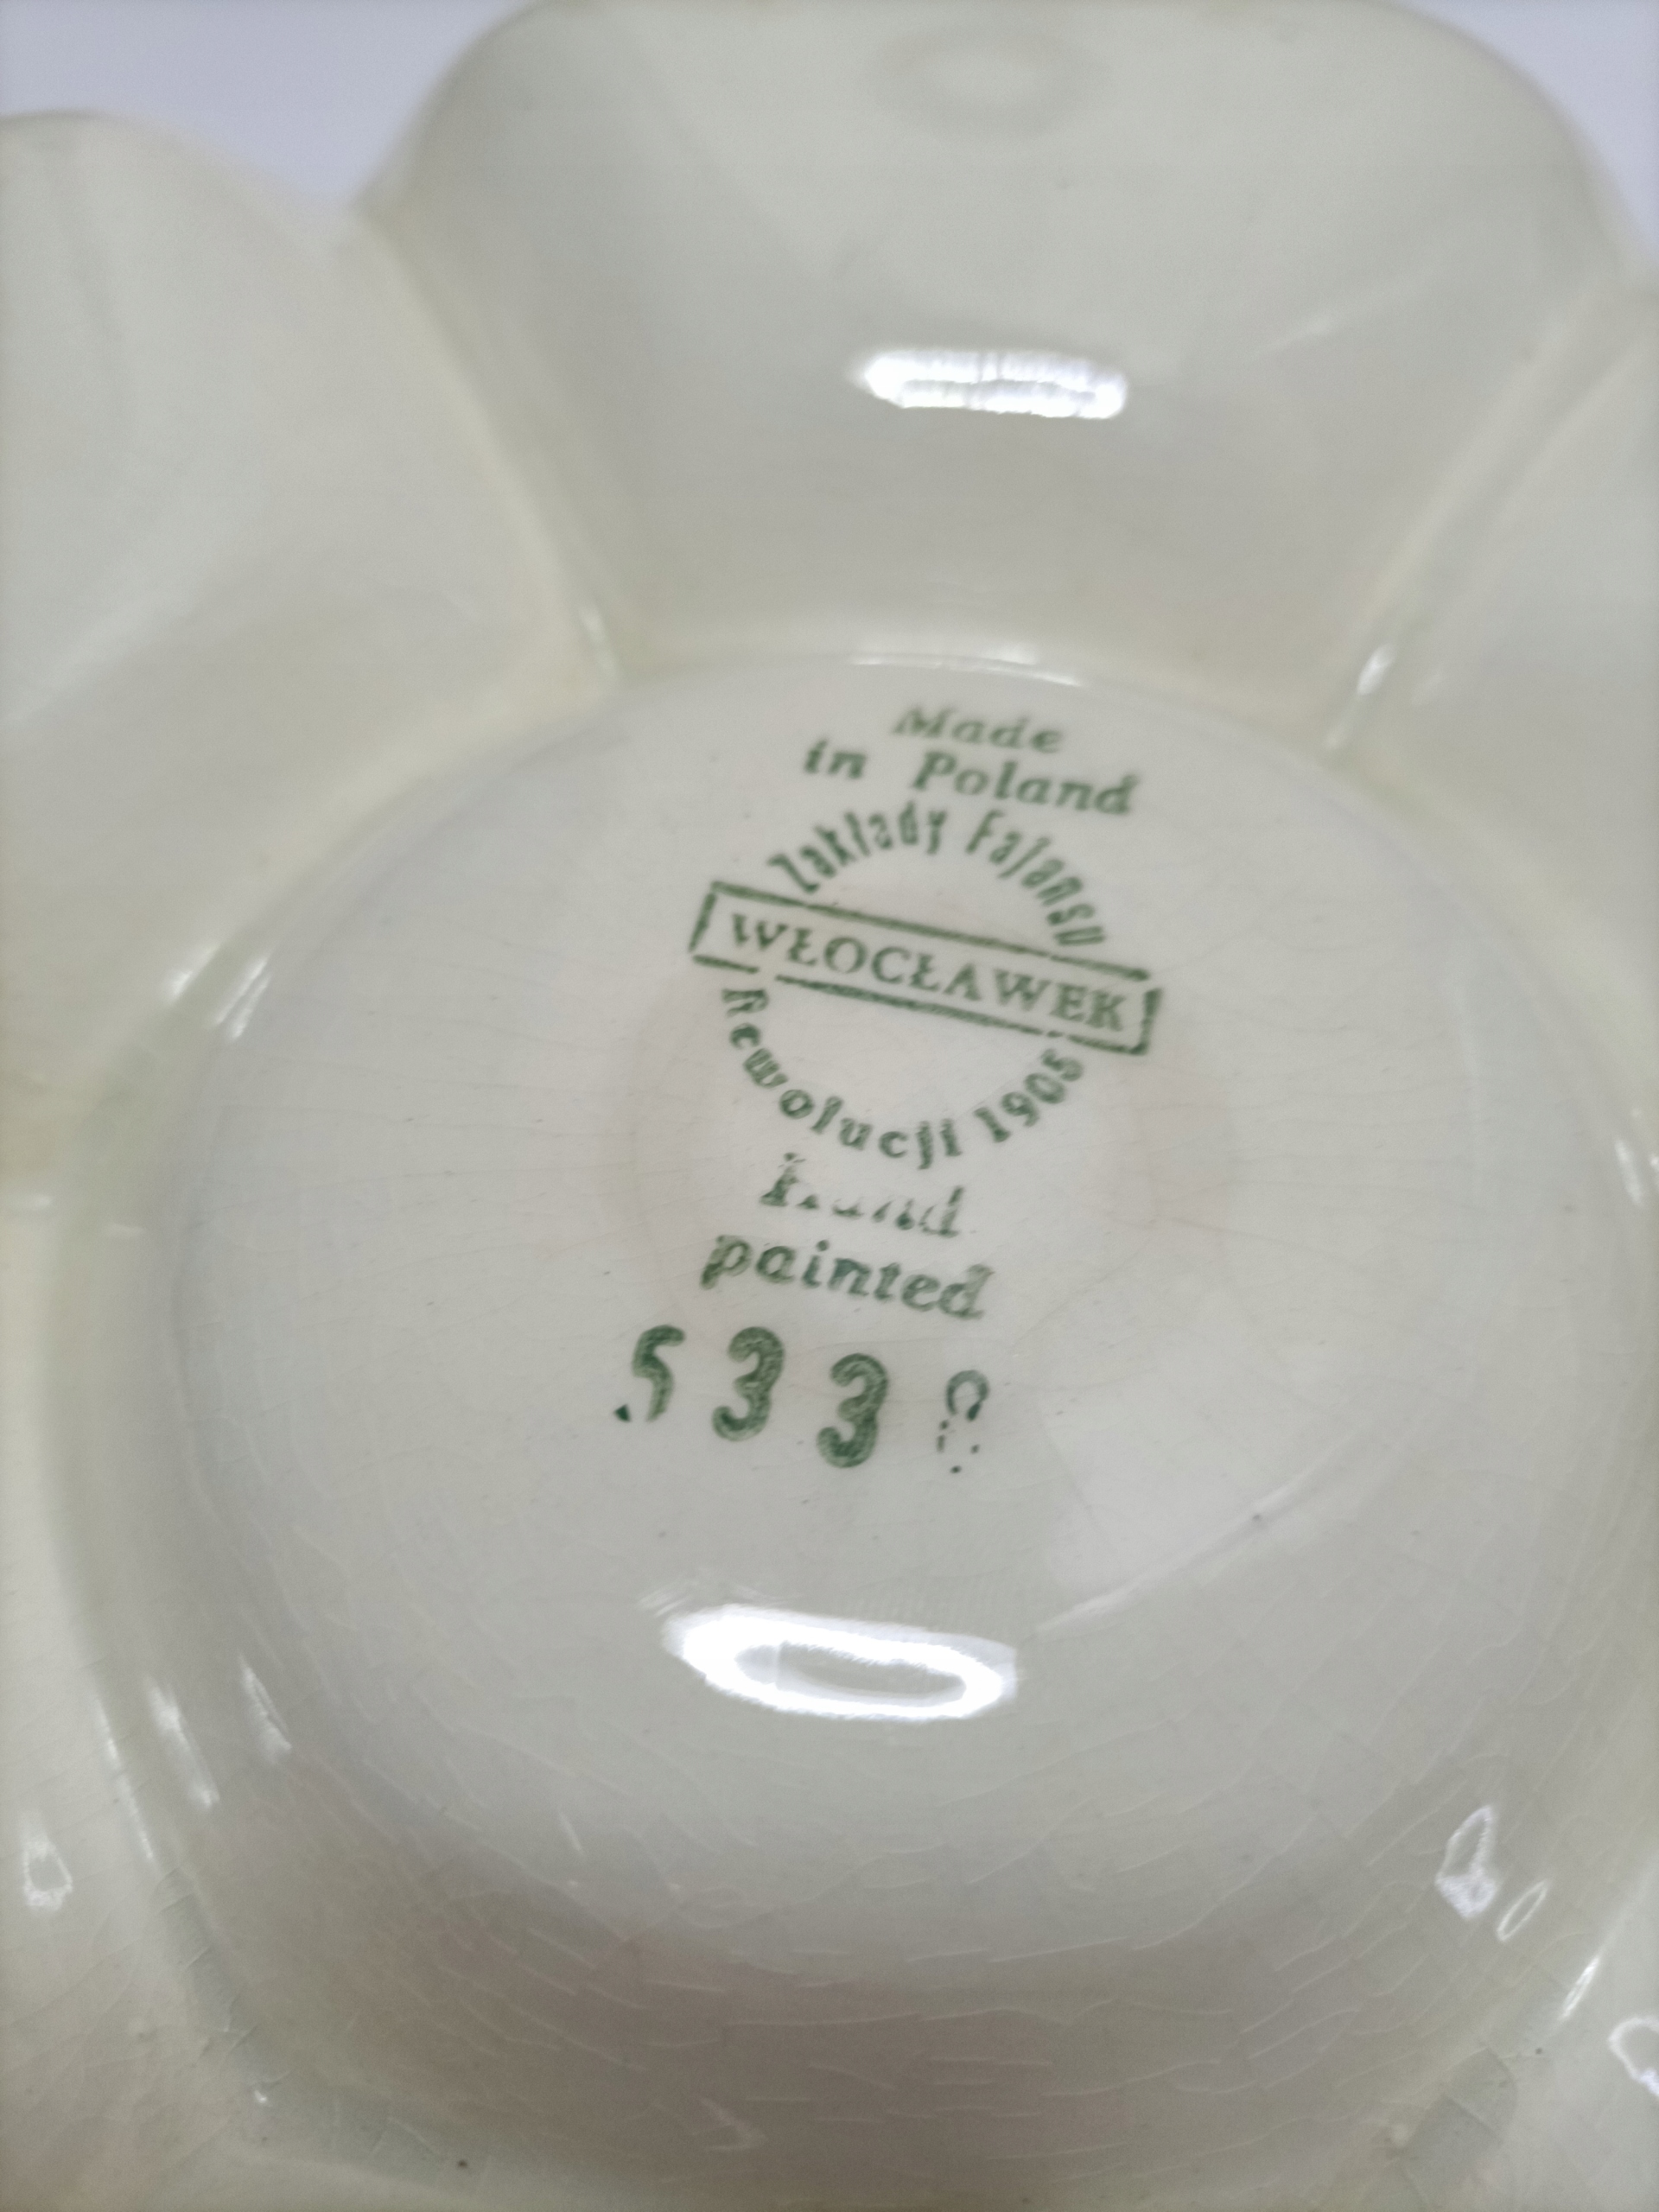 Made
in Poland
Zakłady Fajansu
WŁOCŁAWEK
Rewolucji 1905
hand
painted
533